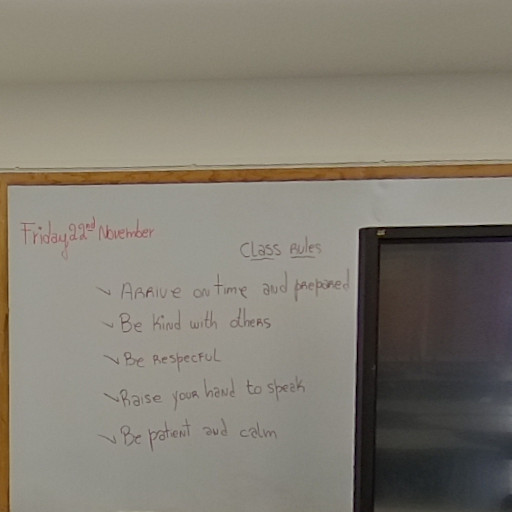 Friday 22nd November
Class Rules
Arrive on time and prepared
Be kind with others
Be Respecful
Raise your hand to speak
Be patient and calm